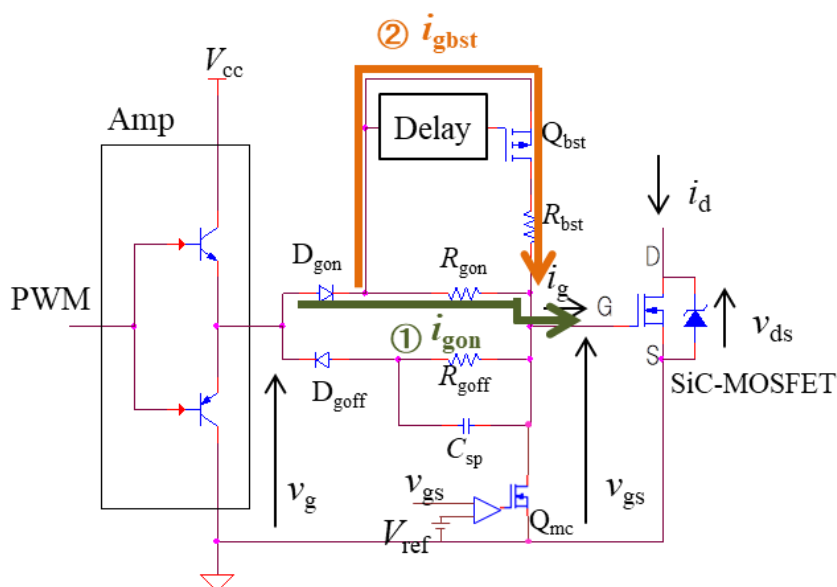 ② igbst
Vcc
Amp
Delay
Qbst
id
Rbst
Dgon
Rgon
D
PWM
ig
G
① igon
vds
S
Dgoff
Rgoff
SiC-MOSFET
Csp
vg
vgs
vgs
Vref
Qmc